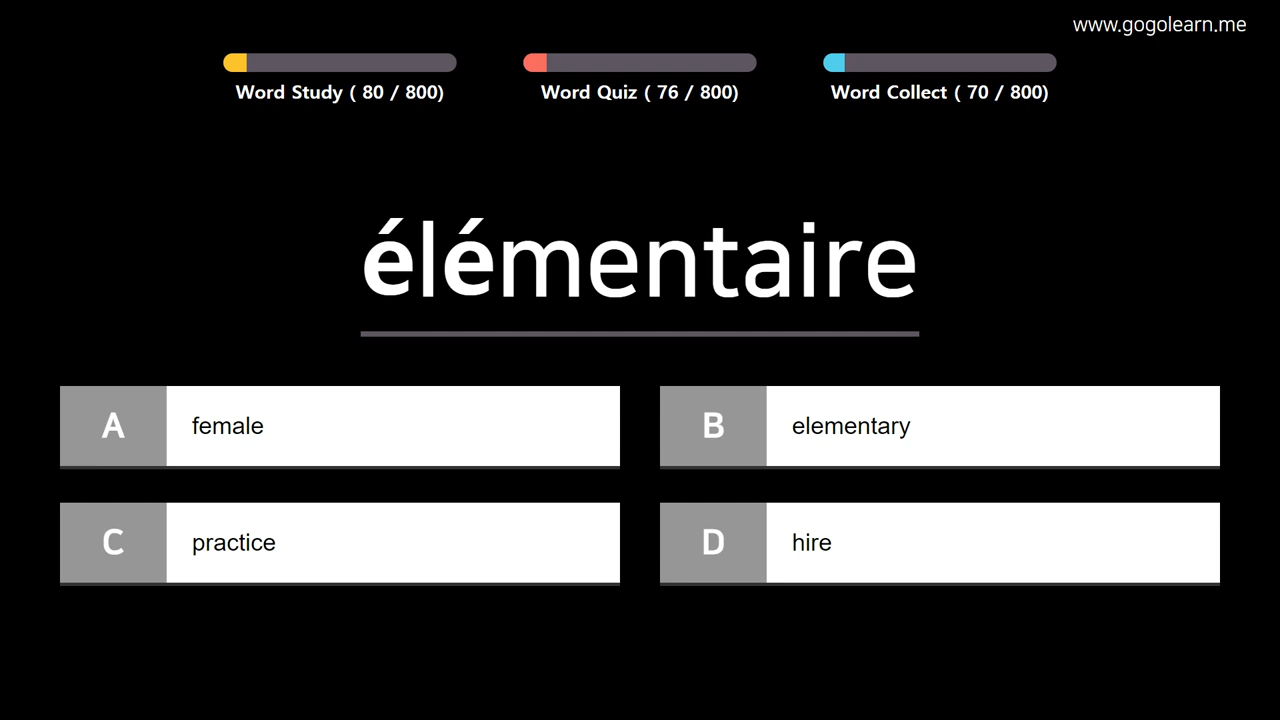 www.gogolearn.me
Word Study ( 80 / 800)
Word Quiz ( 76 / 800)
Word Collect ( 70 / 800)
élémentaire
A female
B elementary
C practice
D hire